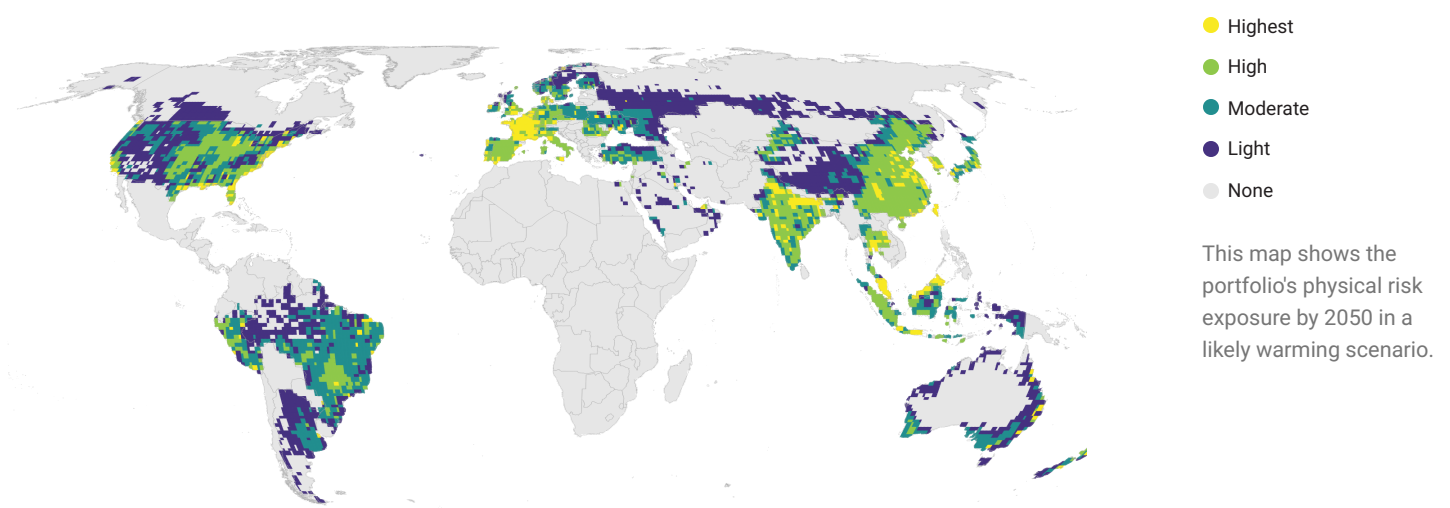 Highest
High
Moderate
Light
None
This map shows the
portfolio's physical risk
exposure by 2050 in a
likely warming scenario.